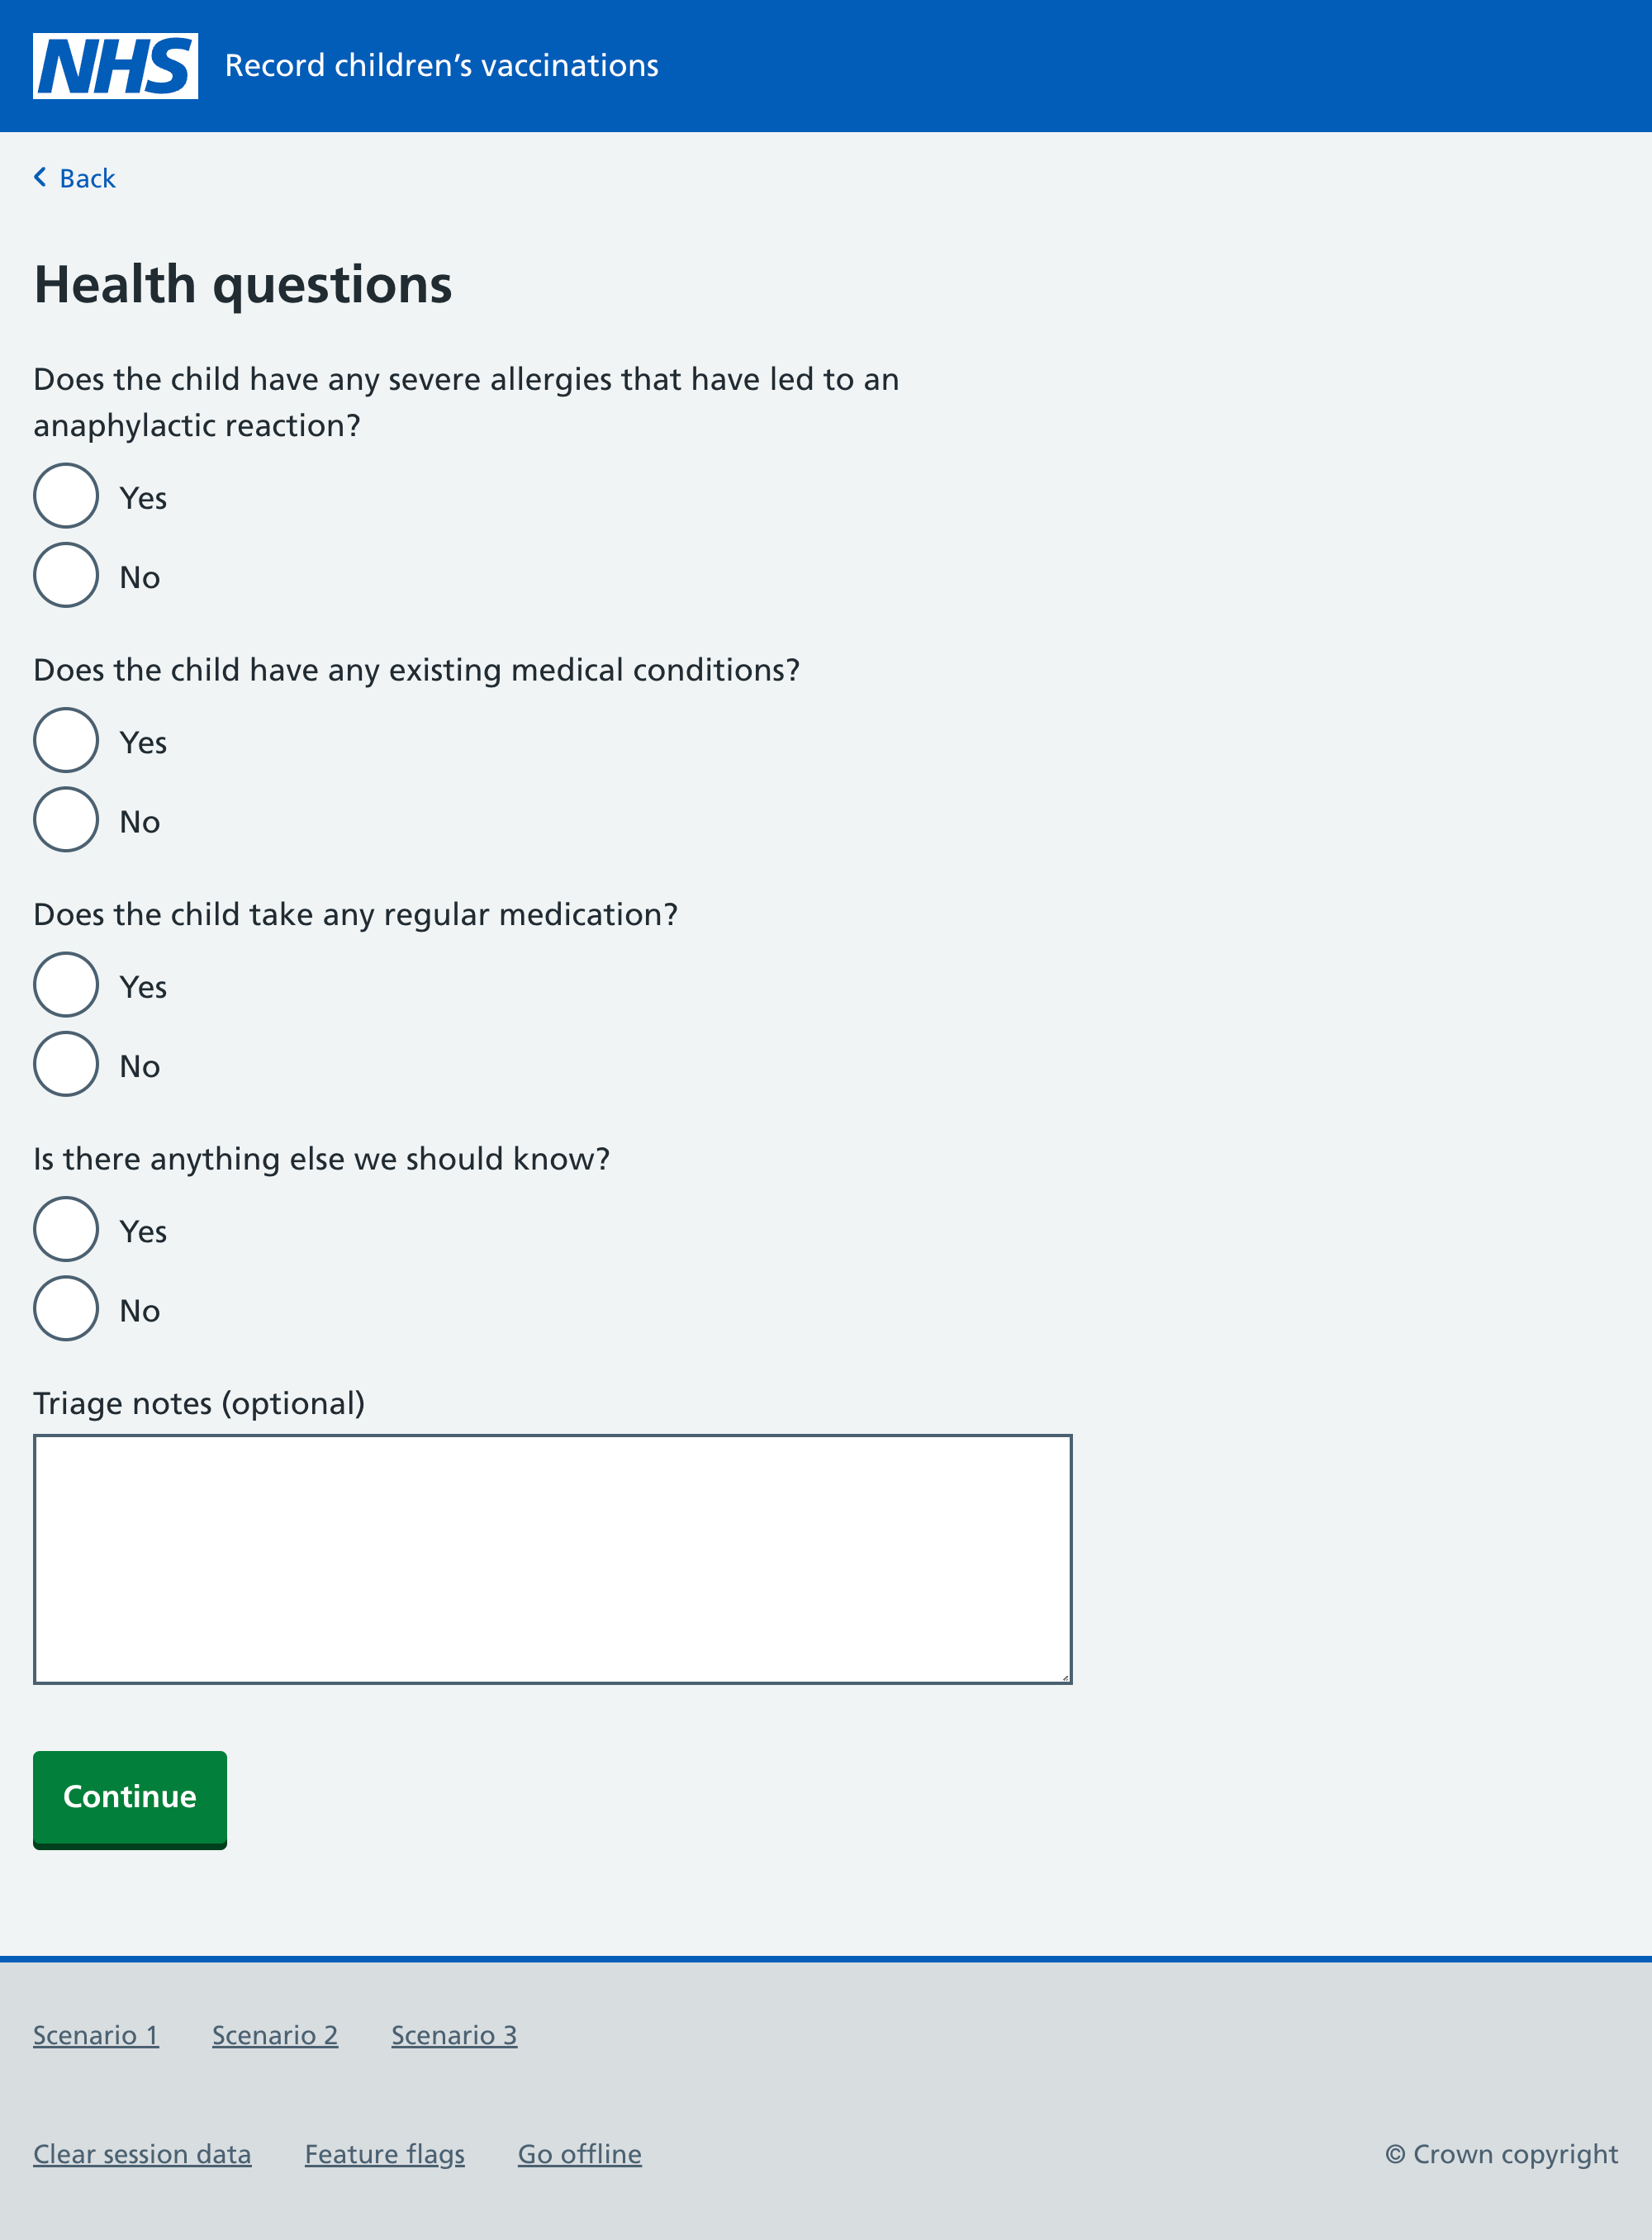 NHS Record children’s vaccinations
Back
Health questions
Does the child have any severe allergies that have led to an
anaphylactic reaction?
Yes
No
Does the child have any existing medical conditions?
Yes
No
Does the child take any regular medication?
Yes
No
Is there anything else we should know?
Yes
No
Triage notes (optional)
Continue
Scenario 1 Scenario 2 Scenario 3
Clear session data Feature flags Go offline © Crown copyright